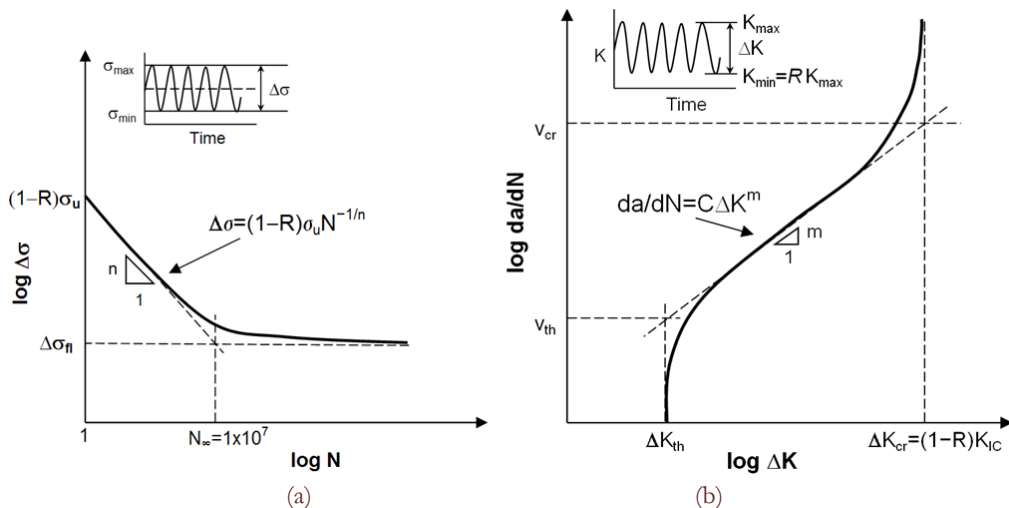 σmax
σmin
Δσ
Time
(1−R)σu
Δσ=(1−R)σuN−1/n
n
1
log Δσ
Δσfl
1
N∞=1x107
log N
(a)
K
Kmax
ΔK
Kmin=RKmax
Time
vcr
da/dN=CΔKm
m
1
log da/dN
vth
ΔKth
ΔKcr=(1−R)KIC
log ΔK
(b)